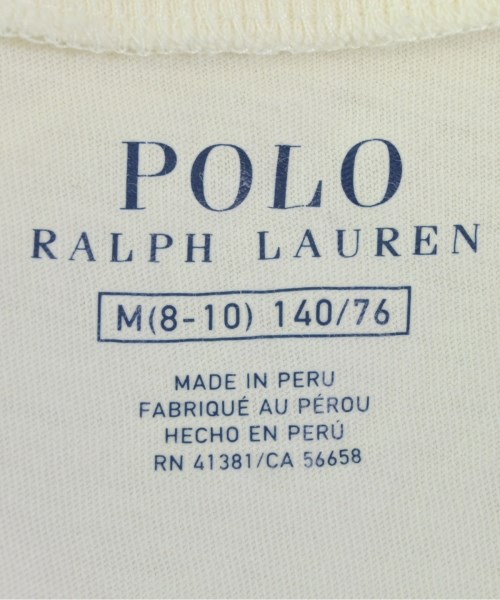 POLO
RALPH LAUREN
M(8-10) 140/76
MADE IN PERU
FABRIQUÉ AU PÉROU
HECHO EN PERÚ
RN 41381/CA 56658